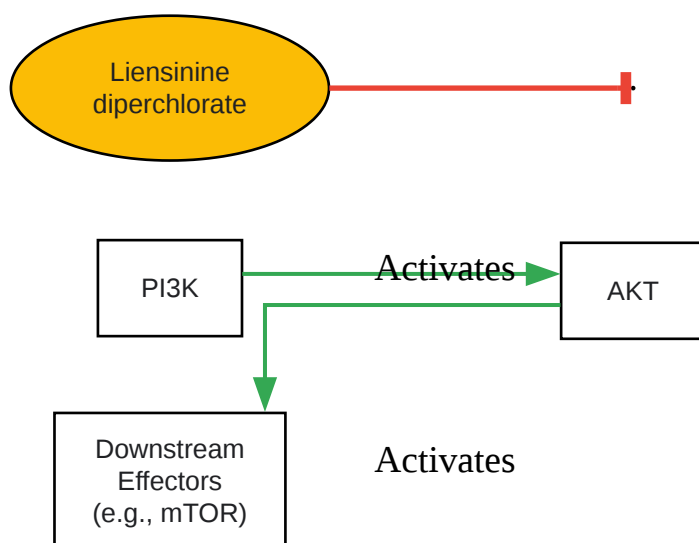 Liensinine
diperchlorate
PI3K
Activates
AKT
Downstream
Effectors
(e.g., mTOR)
Activates